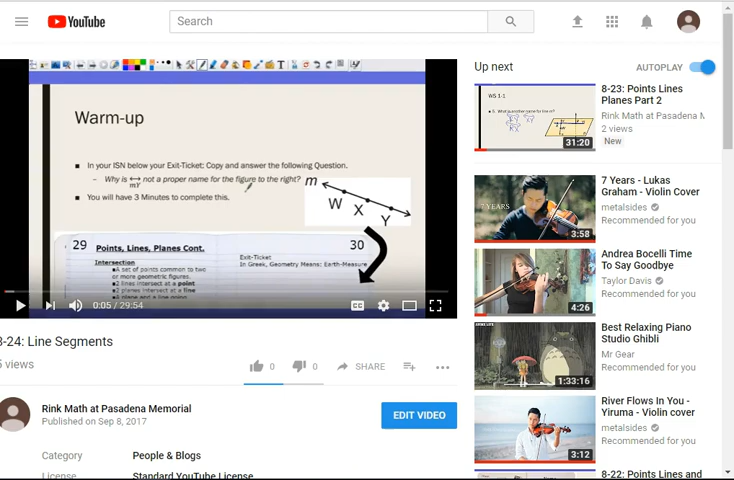 YouTube
Search
Warm-up
In your ISN below your Exit-Ticket: Copy and answer the following Question.
– Why is mY not a proper name for the figure to the right?
You will have 3 Minutes to complete this.
m
W X Y
29 Points, Lines, Planes Cont. 30
Intersection
A set of points common to two
or more geometric figures.
2 lines intersect at a point
2 planes intersect at a line
Exit-Ticket
In Greek, Geometry Means: Earth-Measure
0:05 / 29:54
CC
8-24: Line Segments
5 views
0
0
SHARE
Rink Math at Pasadena Memorial
Published on Sep 8, 2017
EDIT VIDEO
Category People & Blogs
License Standard YouTube License
Up next
AUTOPLAY
31:20
8-23: Points Lines
Planes Part 2
Rink Math at Pasadena M
2 views
New
7 YEARS
3:58
7 Years - Lukas
Graham - Violin Cover
metalsides
Recommended for you
4:26
Andrea Bocelli Time
To Say Goodbye
Taylor Davis
Recommended for you
1:33:16
Best Relaxing Piano
Studio Ghibli
Mr Gear
Recommended for you
3:12
River Flows In You -
Yiruma - Violin cover
metalsides
Recommended for you
8-22: Points Lines and